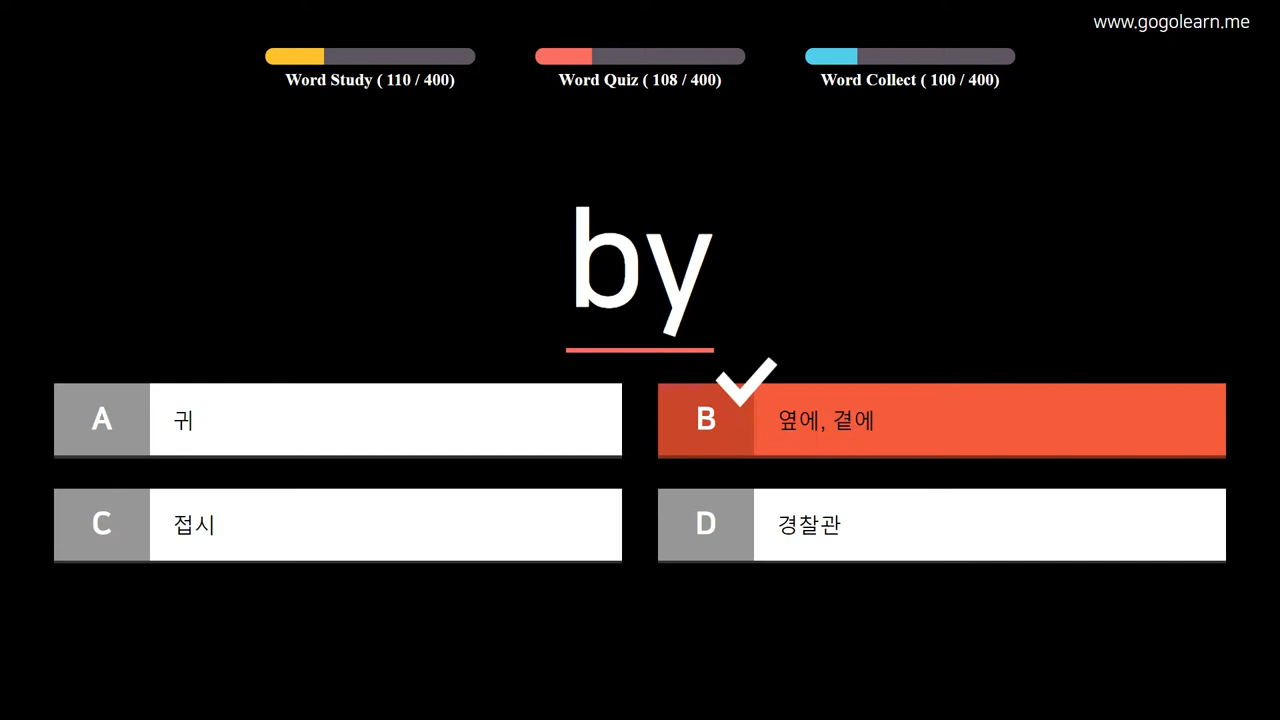 www.gogolearn.me
Word Study ( 110 / 400)
Word Quiz ( 108 / 400)
Word Collect ( 100 / 400)
by
A 귀
B 옆에, 곁에
C 접시
D 경찰관